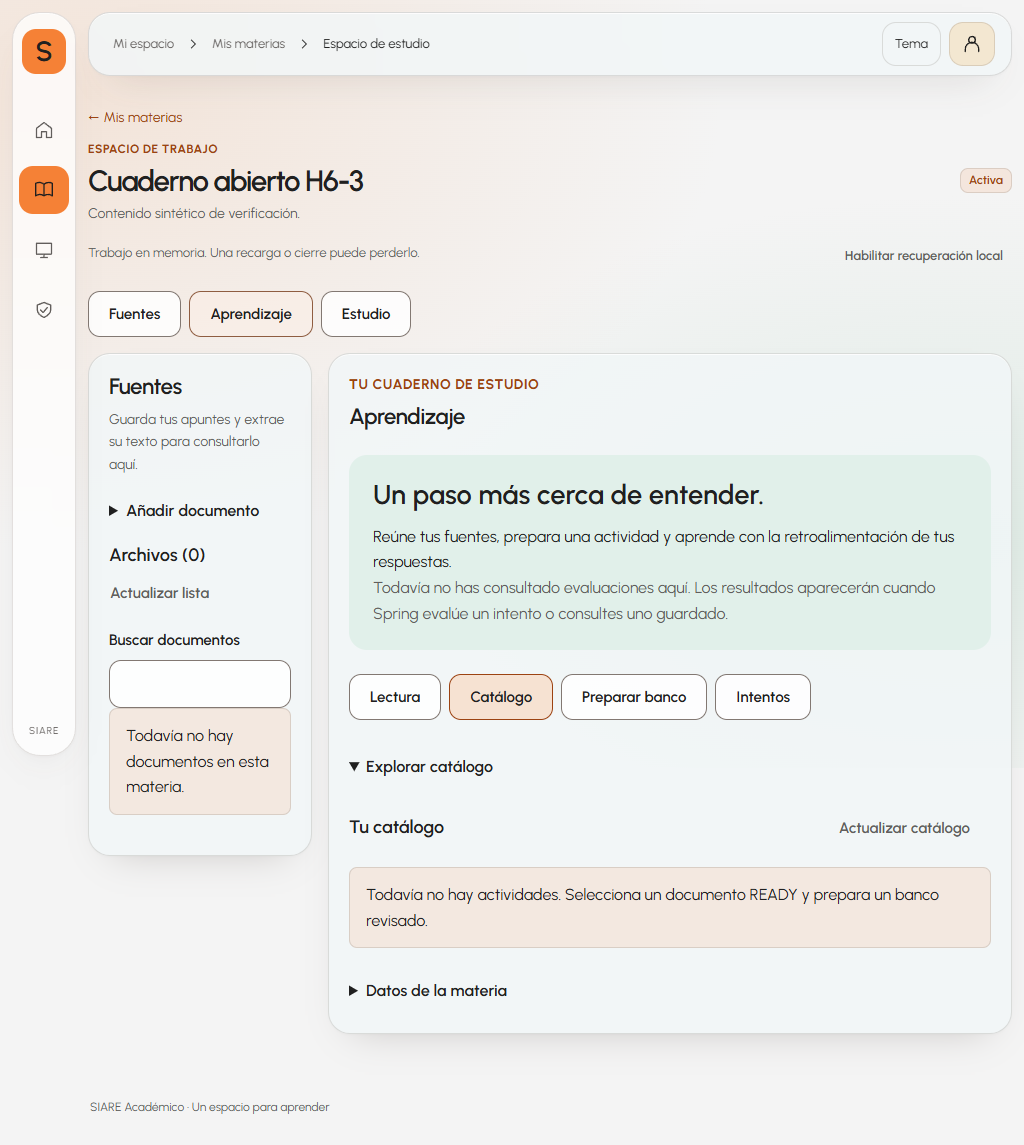 S
Mi espacio > Mis materias > Espacio de estudio
Tema
← Mis materias
ESPACIO DE TRABAJO
Cuaderno abierto H6-3
Activa
Contenido sintético de verificación.
Trabajo en memoria. Una recarga o cierre puede perderlo.
Habilitar recuperación local
Fuentes
Aprendizaje
Estudio
Fuentes
Guarda tus apuntes y extrae
su texto para consultarlo
aquí.
Añadir documento
Archivos (0)
Actualizar lista
Buscar documentos
Todavía no hay
documentos en esta
materia.
TU CUADERNO DE ESTUDIO
Aprendizaje
Un paso más cerca de entender.
Reúne tus fuentes, prepara una actividad y aprende con la retroalimentación de tus
respuestas.
Todavía no has consultado evaluaciones aquí. Los resultados aparecerán cuando
Spring evalúe un intento o consultes uno guardado.
Lectura
Catálogo
Preparar banco
Intentos
Explorar catálogo
Tu catálogo
Actualizar catálogo
Todavía no hay actividades. Selecciona un documento READY y prepara un banco
revisado.
Datos de la materia
SIARE
SIARE Académico · Un espacio para aprender